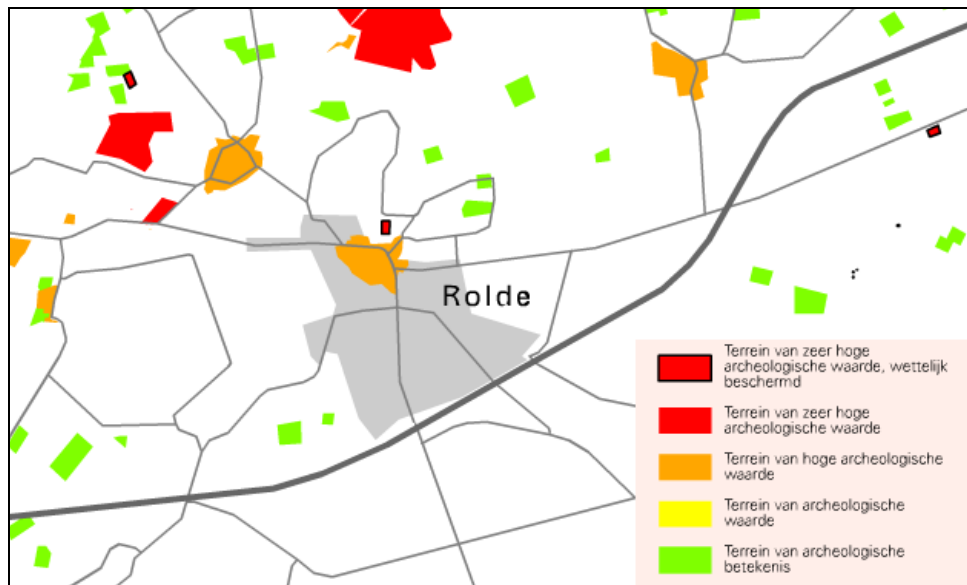 Rolde
Terrein van zeer hoge
archeologische waarde, wettelijk
beschermd
Terrein van zeer hoge
archeologische waarde
Terrein van hoge archeologische
waarde
Terrein van archeologische
waarde
Terrein van archeologische
betekenis